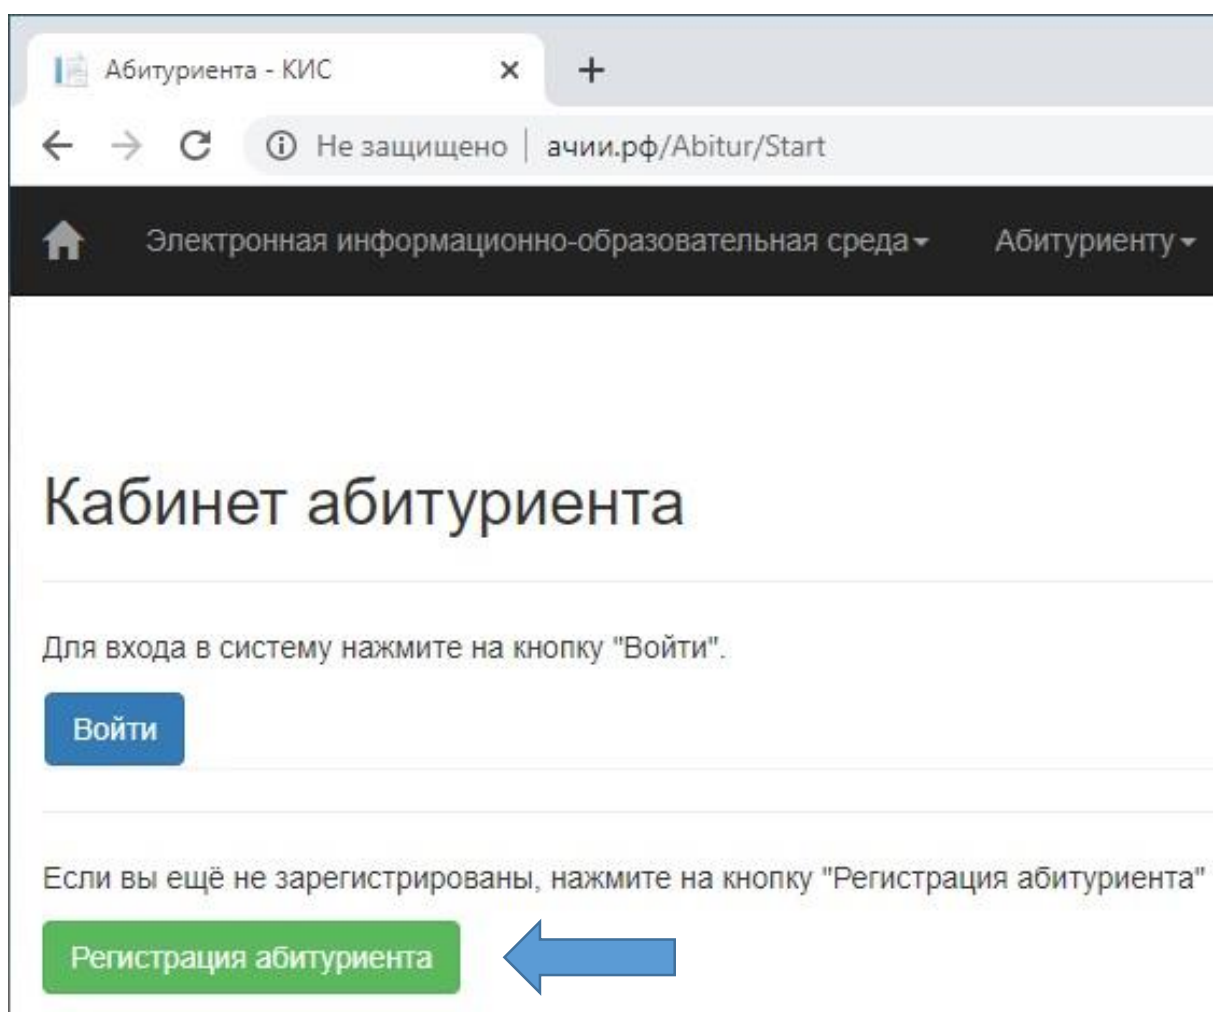 Абитуриента - КИС
Не защищено | ачии.рф/Abitur/Start
Электронная информационно-образовательная среда Абитуриенту
Кабинет абитуриента
Для входа в систему нажмите на кнопку "Войти".
Войти
Если вы ещё не зарегистрированы, нажмите на кнопку "Регистрация абитуриента"
Регистрация абитуриента